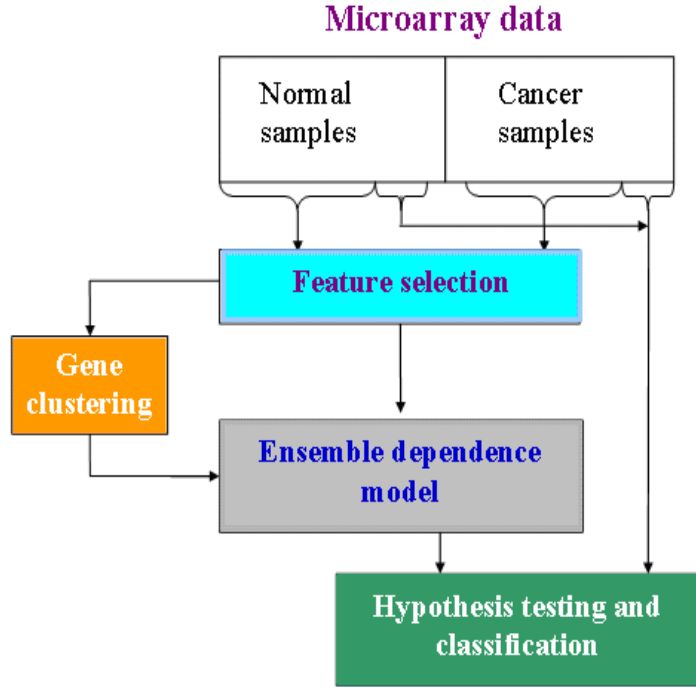 Microarray data
Normal
samples
Cancer
samples
Feature selection
Gene
clustering
Ensemble dependence
model
Hypothesis testing and
classification